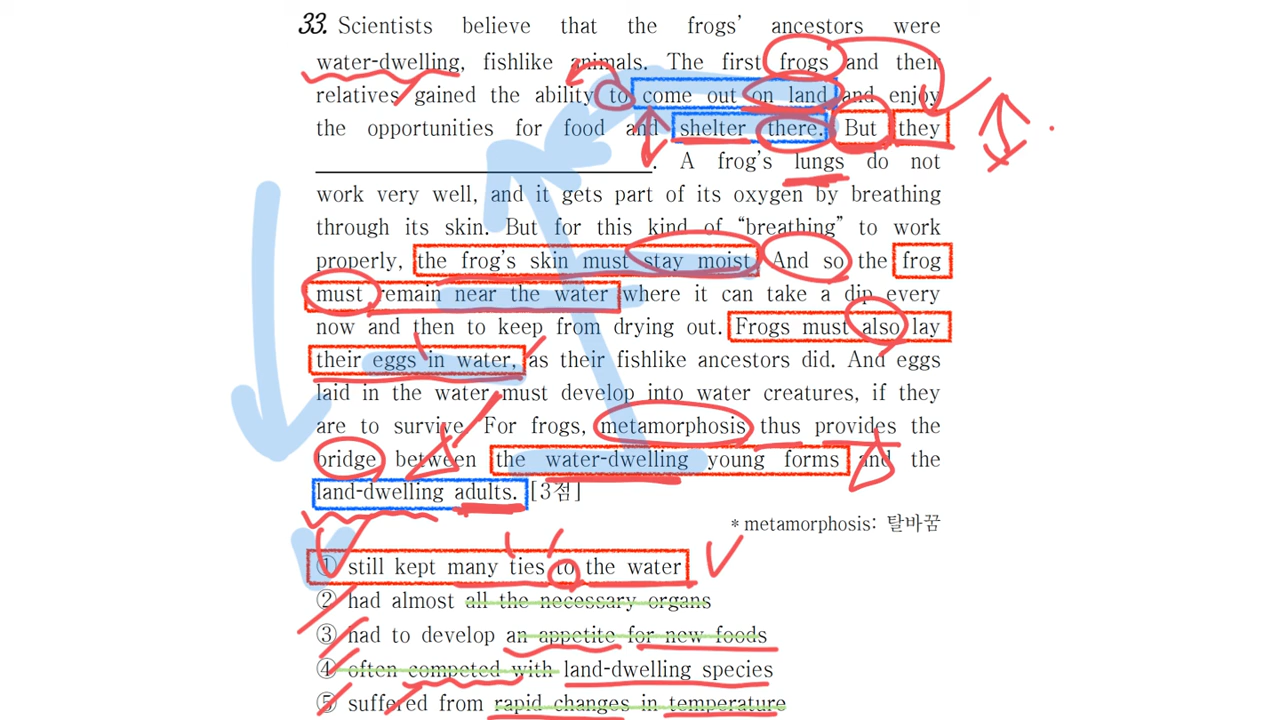 33. Scientists believe that the frogs' ancestors were
water-dwelling, fishlike animals. The first frogs and their
relatives gained the ability to come out on land and enjoy
the opportunities for food and shelter there. But they
____________________. A frog's lungs do not
work very well, and it gets part of its oxygen by breathing
through its skin. But for this kind of “breathing” to work
properly, the frog's skin must stay moist. And so the frog
must remain near the water where it can take a dip every
now and then to keep from drying out. Frogs must also lay
their eggs in water, as their fishlike ancestors did. And eggs
laid in the water must develop into water creatures, if they
are to survive. For frogs, metamorphosis thus provides the
bridge between the water-dwelling young forms and the
land-dwelling adults. [3점]
* metamorphosis: 탈바꿈
① still kept many ties to the water
② had almost all the necessary organs
③ had to develop an appetite for new foods
④ often competed with land-dwelling species
⑤ suffered from rapid changes in temperature